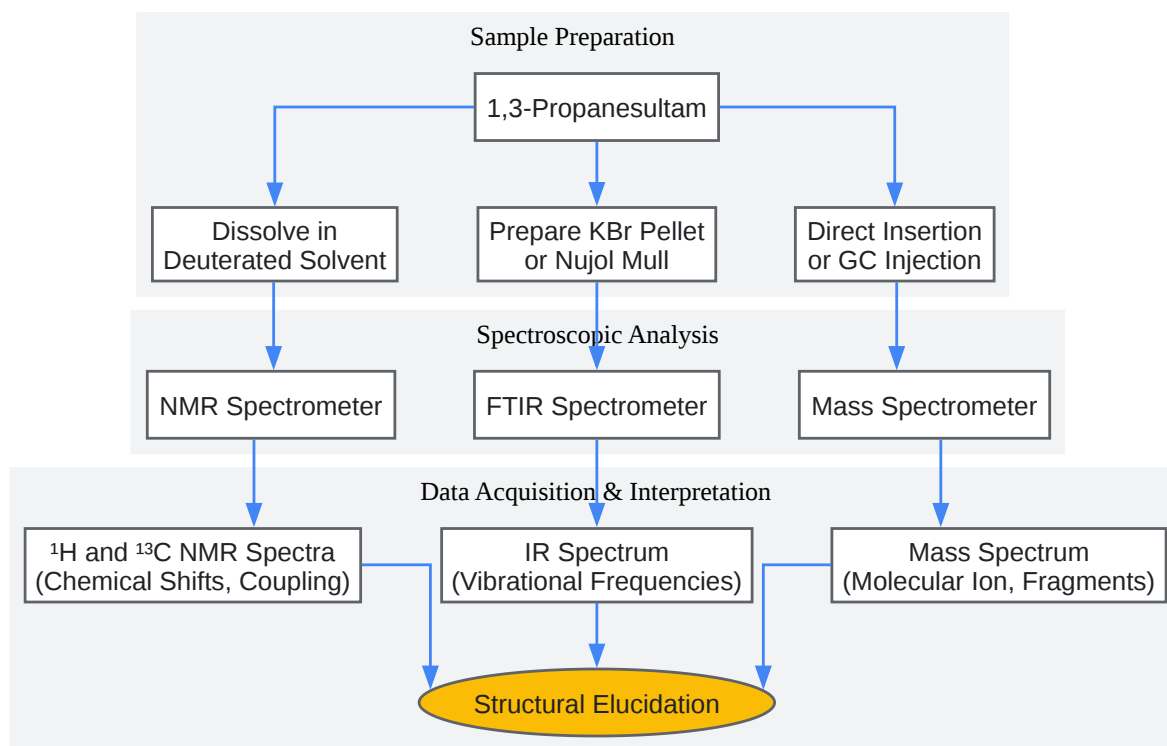 Sample Preparation
1,3-Propanesultam
Dissolve in
Deuterated Solvent
Prepare KBr Pellet
or Nujol Mull
Direct Insertion
or GC Injection
Spectroscopic Analysis
NMR Spectrometer
FTIR Spectrometer
Mass Spectrometer
Data Acquisition & Interpretation
¹H and ¹³C NMR Spectra
(Chemical Shifts, Coupling)
IR Spectrum
(Vibrational Frequencies)
Mass Spectrum
(Molecular Ion, Fragments)
Structural Elucidation